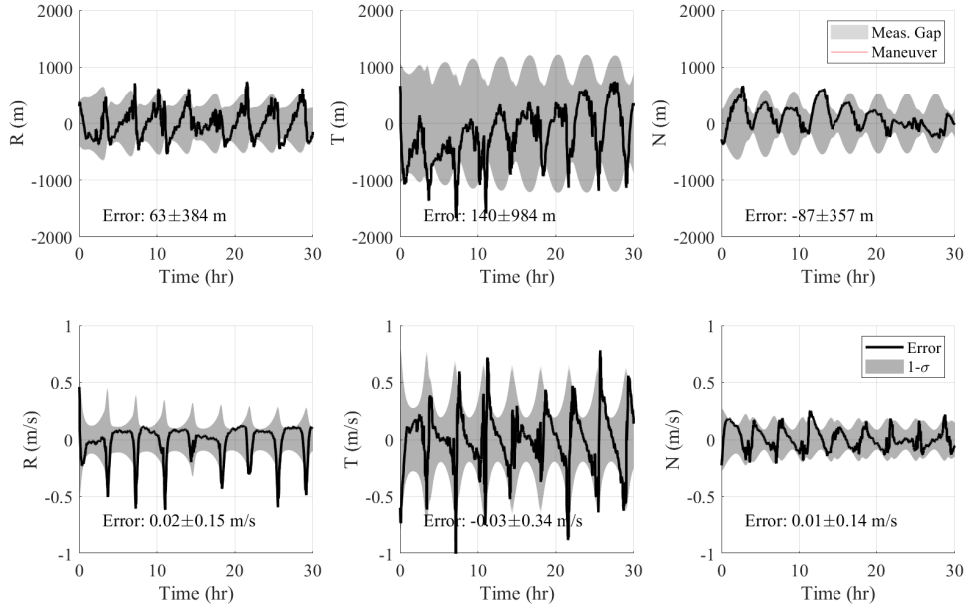 2000
1000
0
-1000
-2000
R (m)
Error: 63±384 m
0 10 20 30
Time (hr)
2000
1000
0
-1000
-2000
T (m)
Error: 140±984 m
0 10 20 30
Time (hr)
2000
1000
0
-1000
-2000
N (m)
Meas. Gap
Maneuver
Error: -87±357 m
0 10 20 30
Time (hr)
1
0.5
0
-0.5
-1
R (m/s)
Error: 0.02±0.15 m/s
0 10 20 30
Time (hr)
1
0.5
0
-0.5
-1
T (m/s)
Error: -0.03±0.34 m/s
0 10 20 30
Time (hr)
1
0.5
0
-0.5
-1
N (m/s)
Error
1-σ
Error: 0.01±0.14 m/s
0 10 20 30
Time (hr)